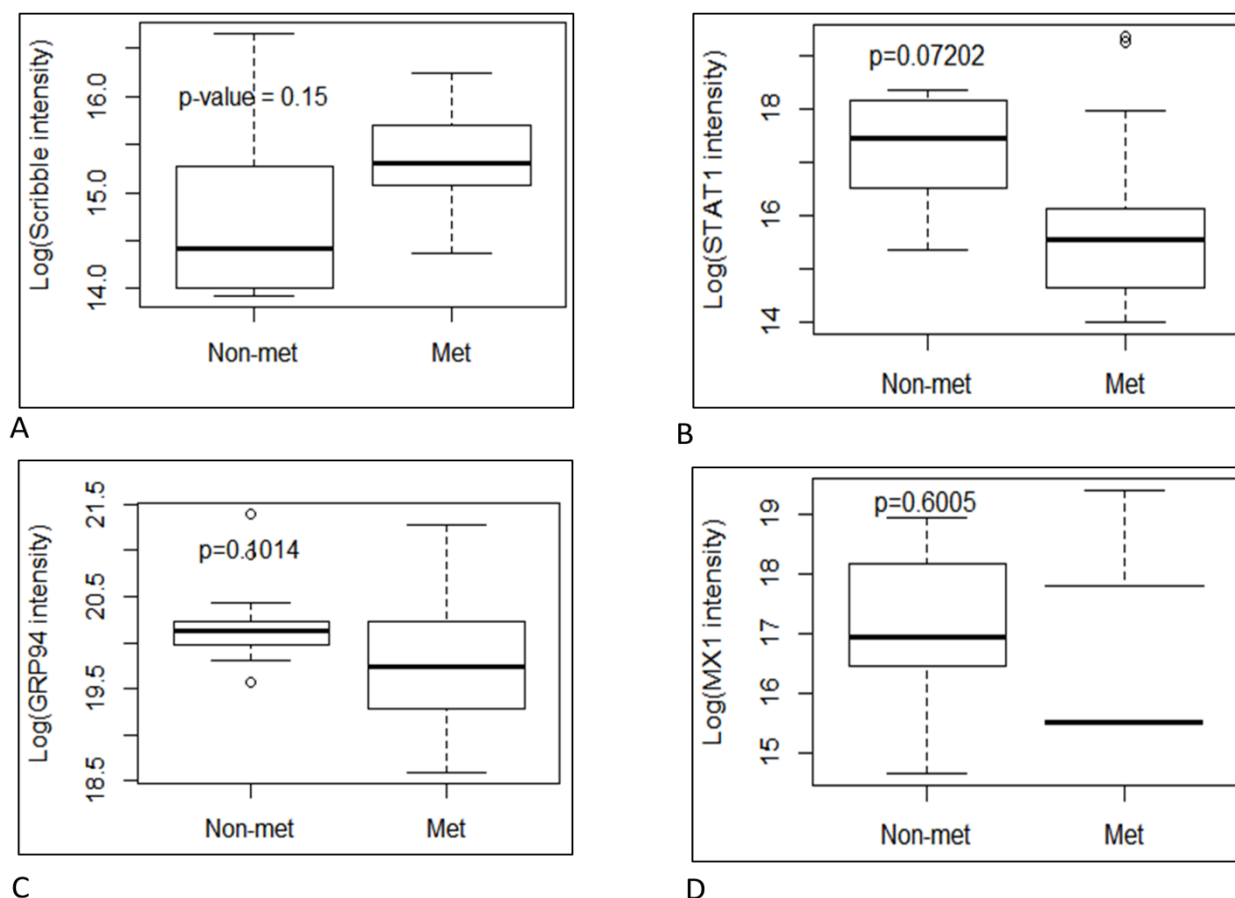 Log(Scribble intensity)
16.0
15.0
14.0
p-value = 0.15
Non-met
Met
A
Log(STAT1 intensity)
18
16
14
p=0.07202
Non-met
Met
B
Log(GRP94 intensity)
21.5
20.5
19.5
18.5
p=0.1014
Non-met
Met
C
Log(MX1 intensity)
19
18
17
16
15
p=0.6005
Non-met
Met
D